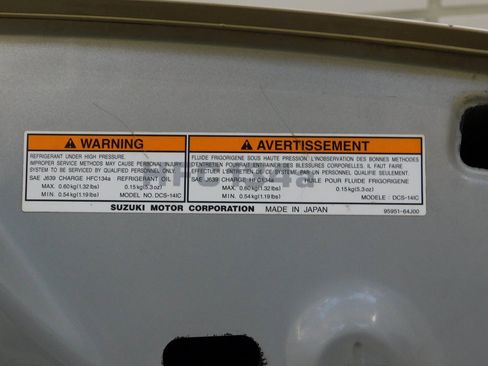 ⚠ WARNING
REFRIGERANT UNDER HIGH PRESSURE.
IMPROPER SERVICE METHODS MAY CAUSE PERSONAL INJURY.
SYSTEM TO BE SERVICED BY QUALIFIED PERSONNEL ONLY.
SAE J639 CHARGE HFC134a REFRIGERANT OIL
MAX. 0.60kg(1.32lbs) 0.15kg(5.3oz)
MIN. 0.54kg(1.19lbs) MODEL NO. DCS-14IC
⚠ AVERTISSEMENT
FLUIDE FRIGORIGENE SOUS HAUTE PRESSION L'INOBSERVATION DES BONNES METHODES
D'ENTRETIEN POURRAIT ENTRAINER DES BLESSURES CORPORELLES. IL FAUT FAIRE
EFFECTUER L'ENTRETIEN CE SYSTEME PAR UN PERSONNEL QUALIFIE SEULEMENT.
SAE J639 CHARGE HFC134a HUILE POUR FLUIDE FRIGORIGENE
MAX. 0.60kg(1.32lbs) 0.15kg(5.3oz)
MIN. 0.54kg(1.19lbs) MODELE : DCS-14IC
HFC134a
SUZUKI MOTOR CORPORATION MADE IN JAPAN 95951-64J00